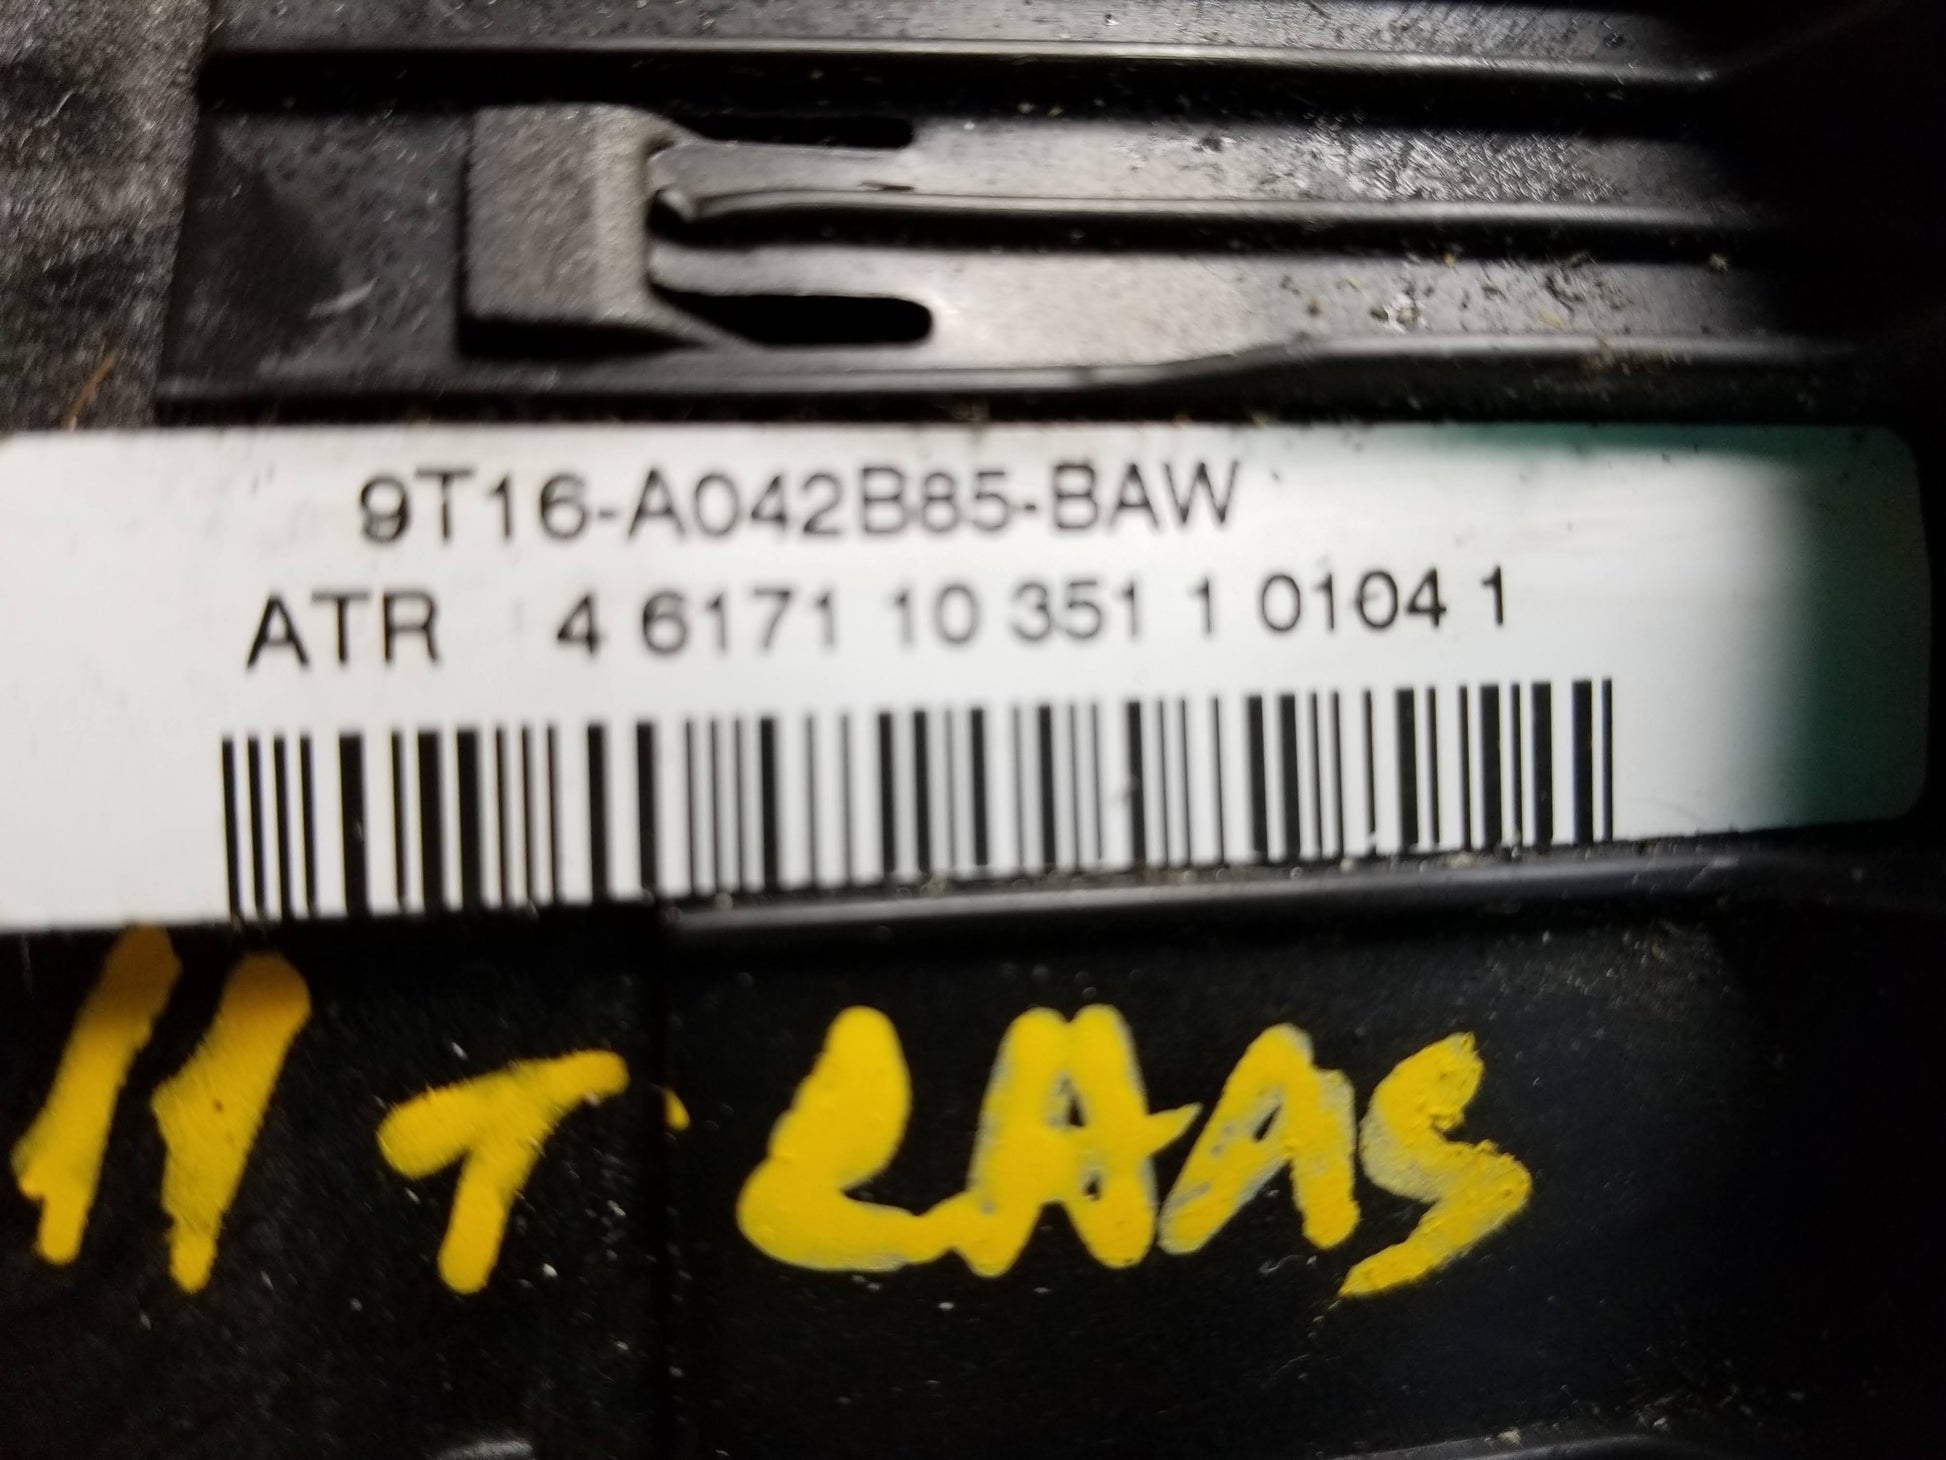 9T16-A042B85-BAW
ATR 4 6171 10 351 1 0104 1
11 T. LAAS